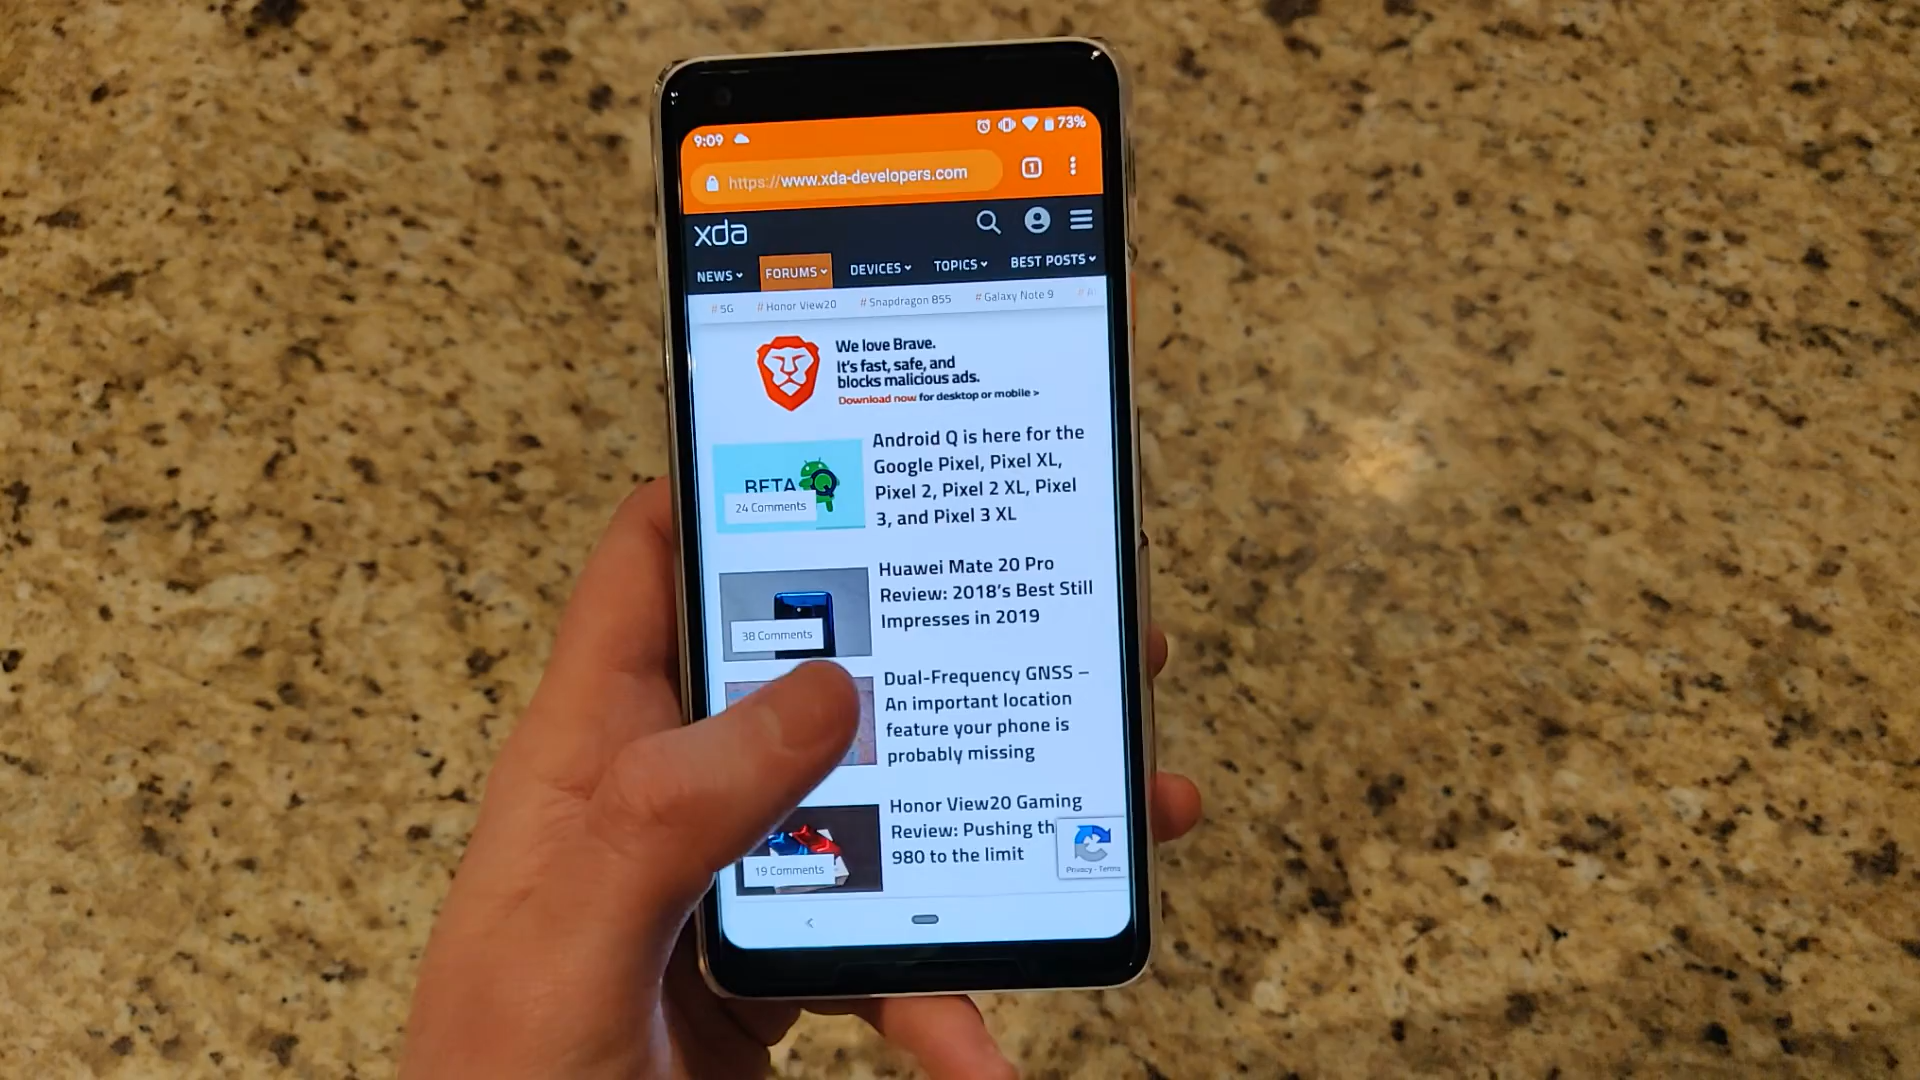 9:09
73%
https://www.xda-developers.com
1
xda
NEWS
FORUMS
DEVICES
TOPICS
BEST POSTS
#5G
#Honor View20
#Snapdragon 855
#Galaxy Note 9
We love Brave.
It's fast, safe, and
blocks malicious ads.
Download now for desktop or mobile >
BETA
24 Comments
Android Q is here for the
Google Pixel, Pixel XL,
Pixel 2, Pixel 2 XL, Pixel
3, and Pixel 3 XL
38 Comments
Huawei Mate 20 Pro
Review: 2018's Best Still
Impresses in 2019
Dual-Frequency GNSS –
An important location
feature your phone is
probably missing
19 Comments
Honor View20 Gaming
Review: Pushing
980 to the limit
Privacy - Terms